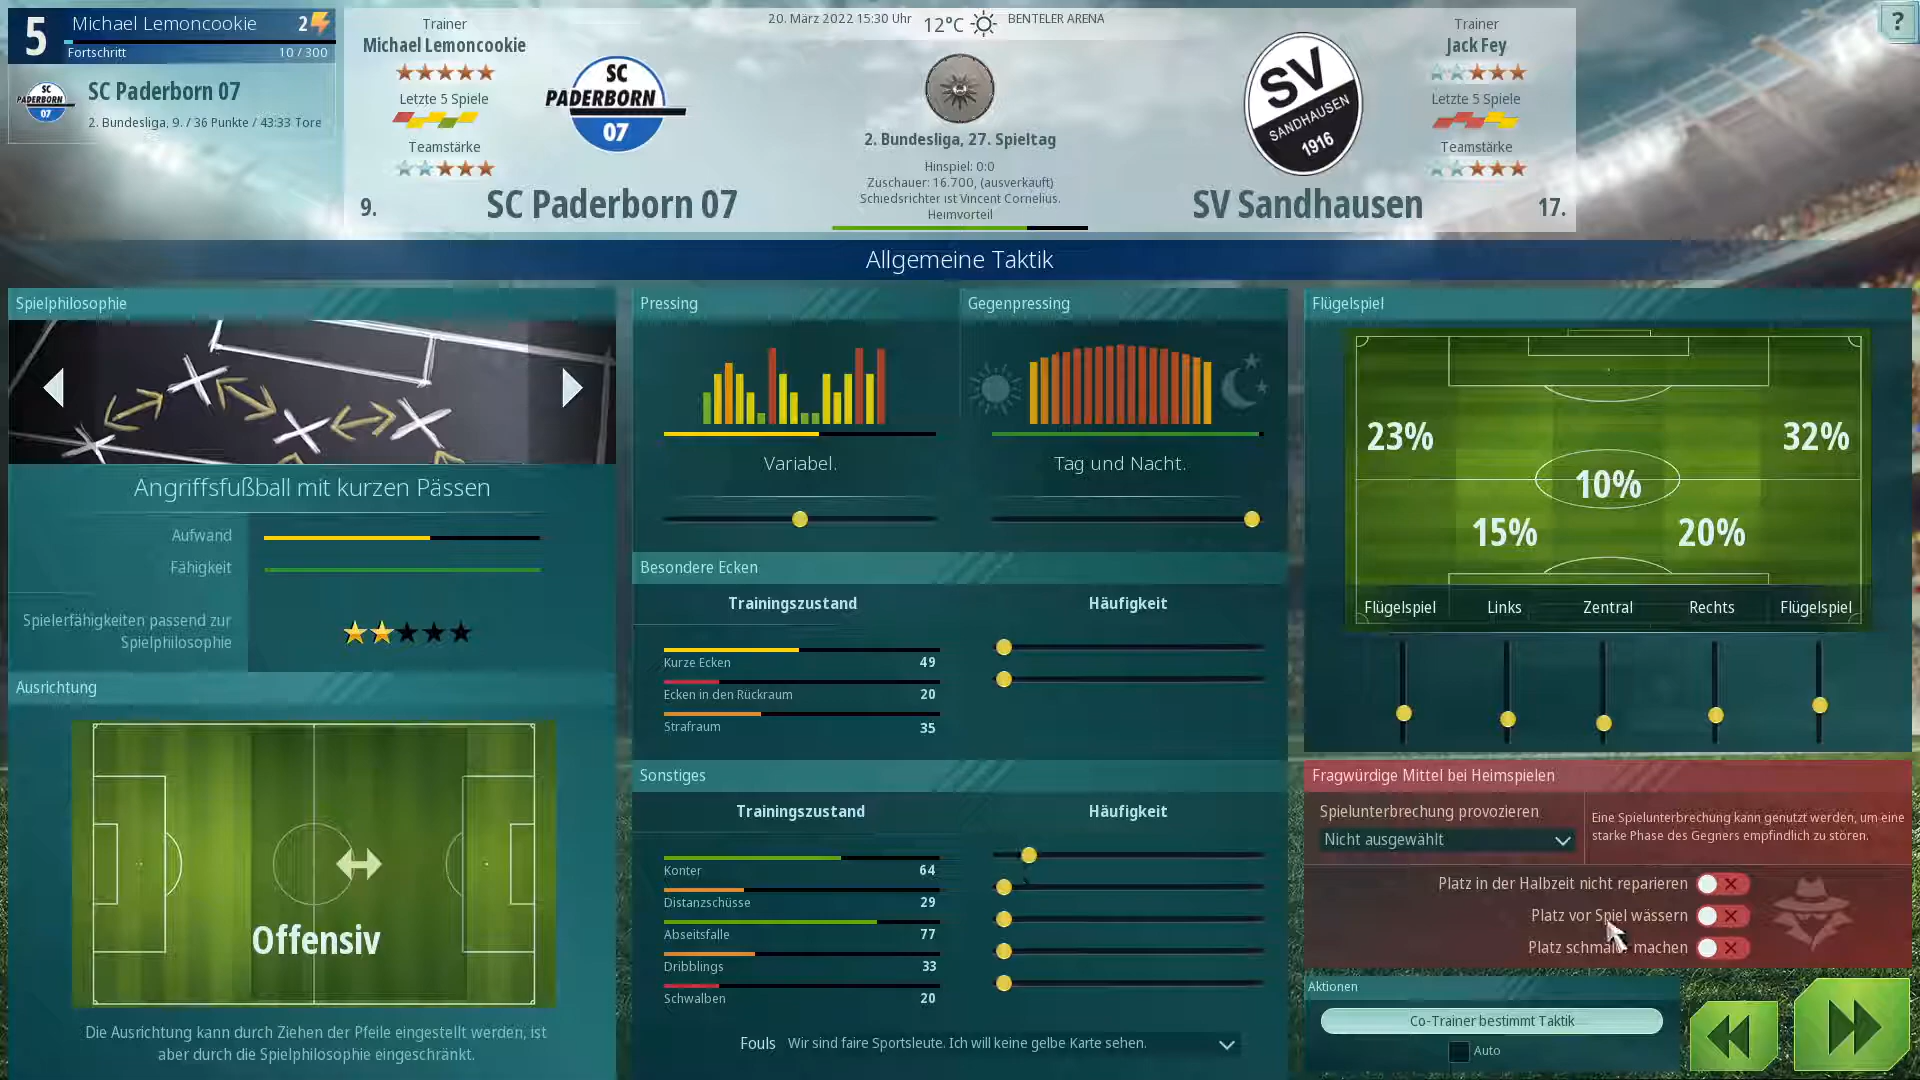 5
Michael Lemoncookie
2
Fortschritt
10 / 300
SC PADERBORN 07
SC Paderborn 07
2. Bundesliga, 9. / 36 Punkte / 43:33 Tore
Trainer
Michael Lemoncookie
Letzte 5 Spiele
Teamstärke
SC
PADERBORN
07
9.
SC Paderborn 07
20. März 2022 15:30 Uhr
12°C
BENTELER ARENA
2. Bundesliga, 27. Spieltag
Hinspiel: 0:0
Zuschauer: 16.700, (ausverkauft)
Schiedsrichter ist Vincent Cornelius.
Heimvorteil
SV
SANDHAUSEN
1916
SV Sandhausen
17.
Trainer
Jack Fey
Letzte 5 Spiele
Teamstärke
?
Allgemeine Taktik
Spielphilosophie
Angriffsfußball mit kurzen Pässen
Aufwand
Fähigkeit
Spielerfähigkeiten passend zur
Spielphilosophie
Ausrichtung
Offensiv
Die Ausrichtung kann durch Ziehen der Pfeile eingestellt werden, ist
aber durch die Spielphilosophie eingeschränkt.
Pressing
Variabel.
Gegenpressing
Tag und Nacht.
Besondere Ecken
Trainingszustand
Häufigkeit
Kurze Ecken 49
Ecken in den Rückraum 20
Strafraum 35
Sonstiges
Trainingszustand
Häufigkeit
Konter 64
Distanzschüsse 29
Abseitsfalle 77
Dribblings 33
Schwalben 20
Fouls Wir sind faire Sportsleute. Ich will keine gelbe Karte sehen.
Flügelspiel
23%
32%
10%
15%
20%
Flügelspiel Links Zentral Rechts Flügelspiel
Fragwürdige Mittel bei Heimspielen
Spielunterbrechung provozieren
Nicht ausgewählt
Eine Spielunterbrechung kann genutzt werden, um eine
starke Phase des Gegners empfindlich zu stören.
Platz in der Halbzeit nicht reparieren
Platz vor Spiel wässern
Platz schmaler machen
Aktionen
Co-Trainer bestimmt Taktik
Auto